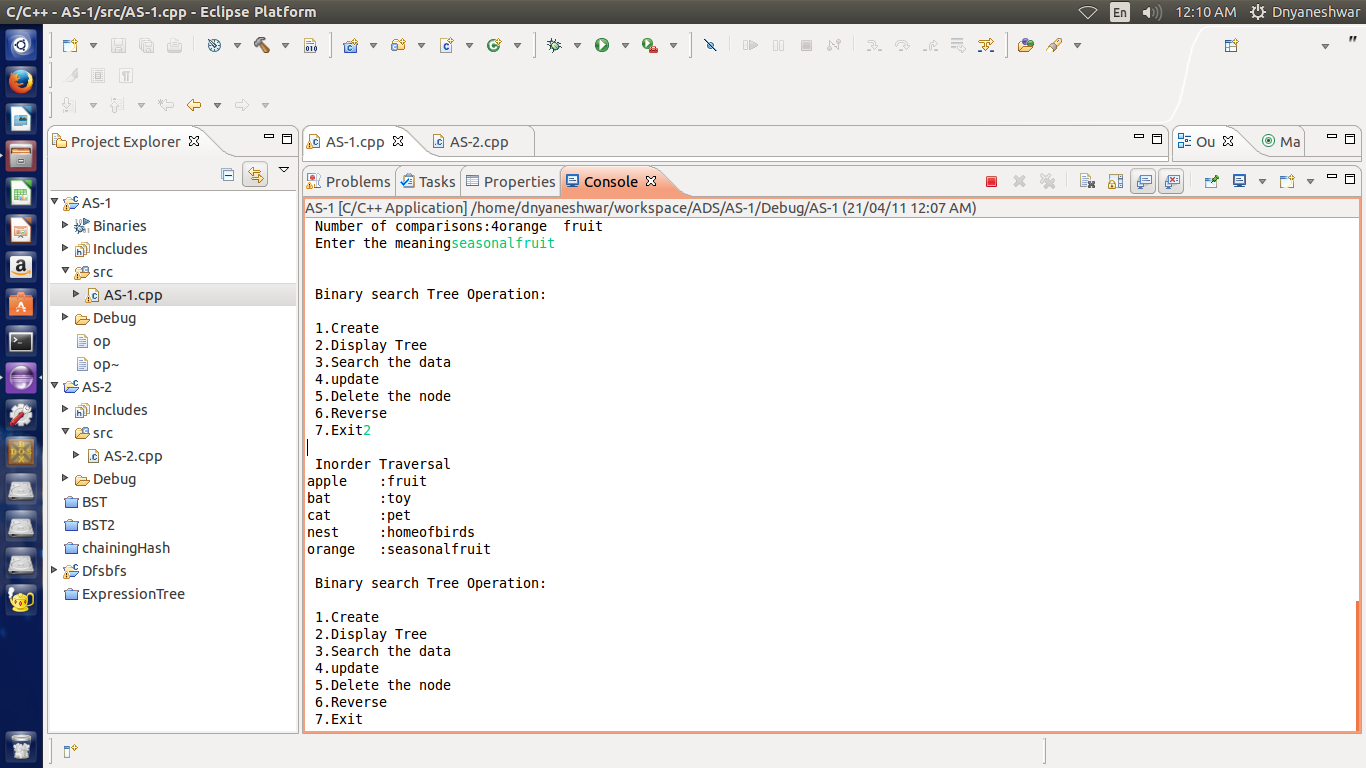 C/C++ - AS-1/src/AS-1.cpp - Eclipse Platform
En
12:10 AM
Dnyaneshwar
Project Explorer
AS-1
Binaries
Includes
src
AS-1.cpp
Debug
op
op~
AS-2
Includes
src
AS-2.cpp
Debug
BST
BST2
chainingHash
Dfsbfs
ExpressionTree
AS-1.cpp
AS-2.cpp
Ou
Ma
Problems
Tasks
Properties
Console
AS-1 [C/C++ Application] /home/dnyaneshwar/workspace/ADS/AS-1/Debug/AS-1 (21/04/11 12:07 AM)
Number of comparisons:4orange  fruit
Enter the meaningseasonalfruit
Binary search Tree Operation:
1.Create
2.Display Tree
3.Search the data
4.update
5.Delete the node
6.Reverse
7.Exit2
Inorder Traversal
apple    :fruit
bat      :toy
cat      :pet
nest     :homeofbirds
orange   :seasonalfruit
Binary search Tree Operation:
1.Create
2.Display Tree
3.Search the data
4.update
5.Delete the node
6.Reverse
7.Exit